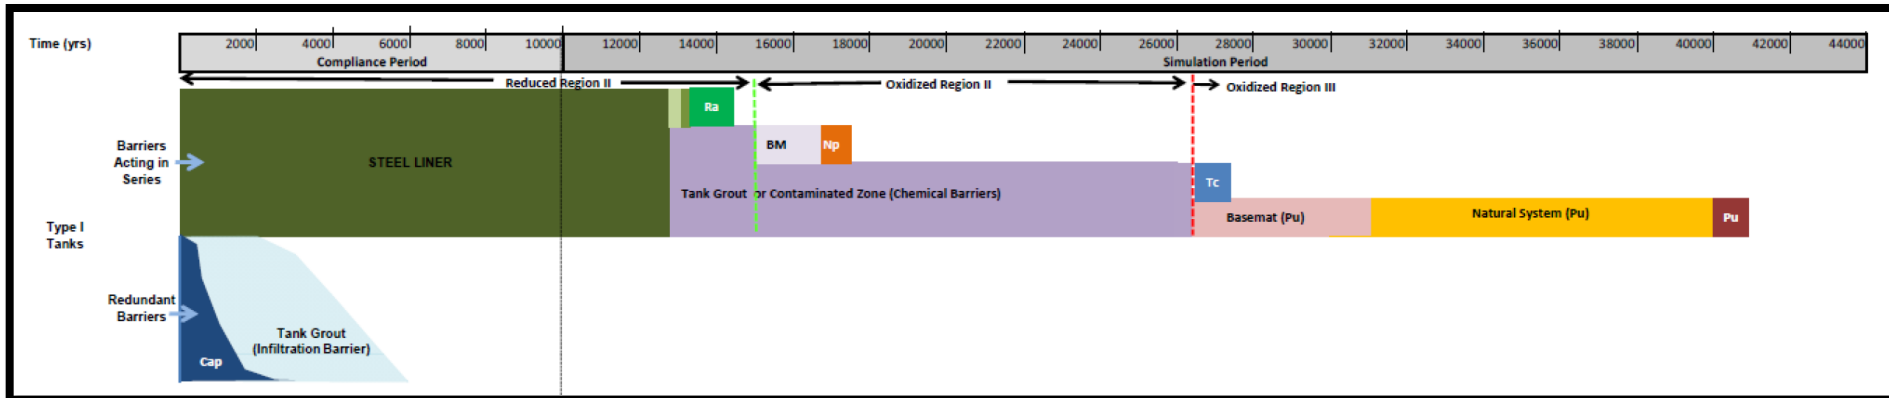 Time (yrs)
2000 4000 6000 8000 10000 12000 14000 16000 18000 20000 22000 24000 26000 28000 30000 32000 34000 36000 38000 40000 42000 44000
Compliance Period
Simulation Period
Reduced Region II
Oxidized Region II
Oxidized Region III
Ra
Barriers
Acting in
Series
STEEL LINER
BM
Np
Tank Grout or Contaminated Zone (Chemical Barriers)
Tc
Basemat (Pu)
Natural System (Pu)
Pu
Type I
Tanks
Redundant
Barriers
Tank Grout
(Infiltration Barrier)
Cap